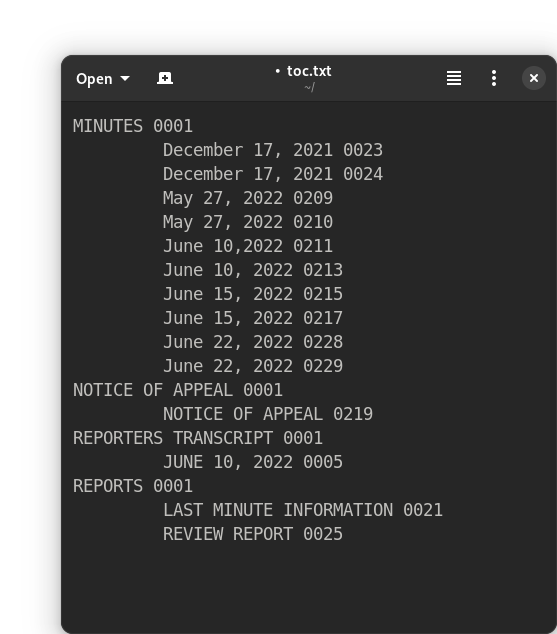 Open
• toc.txt
~/
MINUTES 0001
December 17, 2021 0023
December 17, 2021 0024
May 27, 2022 0209
May 27, 2022 0210
June 10,2022 0211
June 10, 2022 0213
June 15, 2022 0215
June 15, 2022 0217
June 22, 2022 0228
June 22, 2022 0229
NOTICE OF APPEAL 0001
NOTICE OF APPEAL 0219
REPORTERS TRANSCRIPT 0001
JUNE 10, 2022 0005
REPORTS 0001
LAST MINUTE INFORMATION 0021
REVIEW REPORT 0025